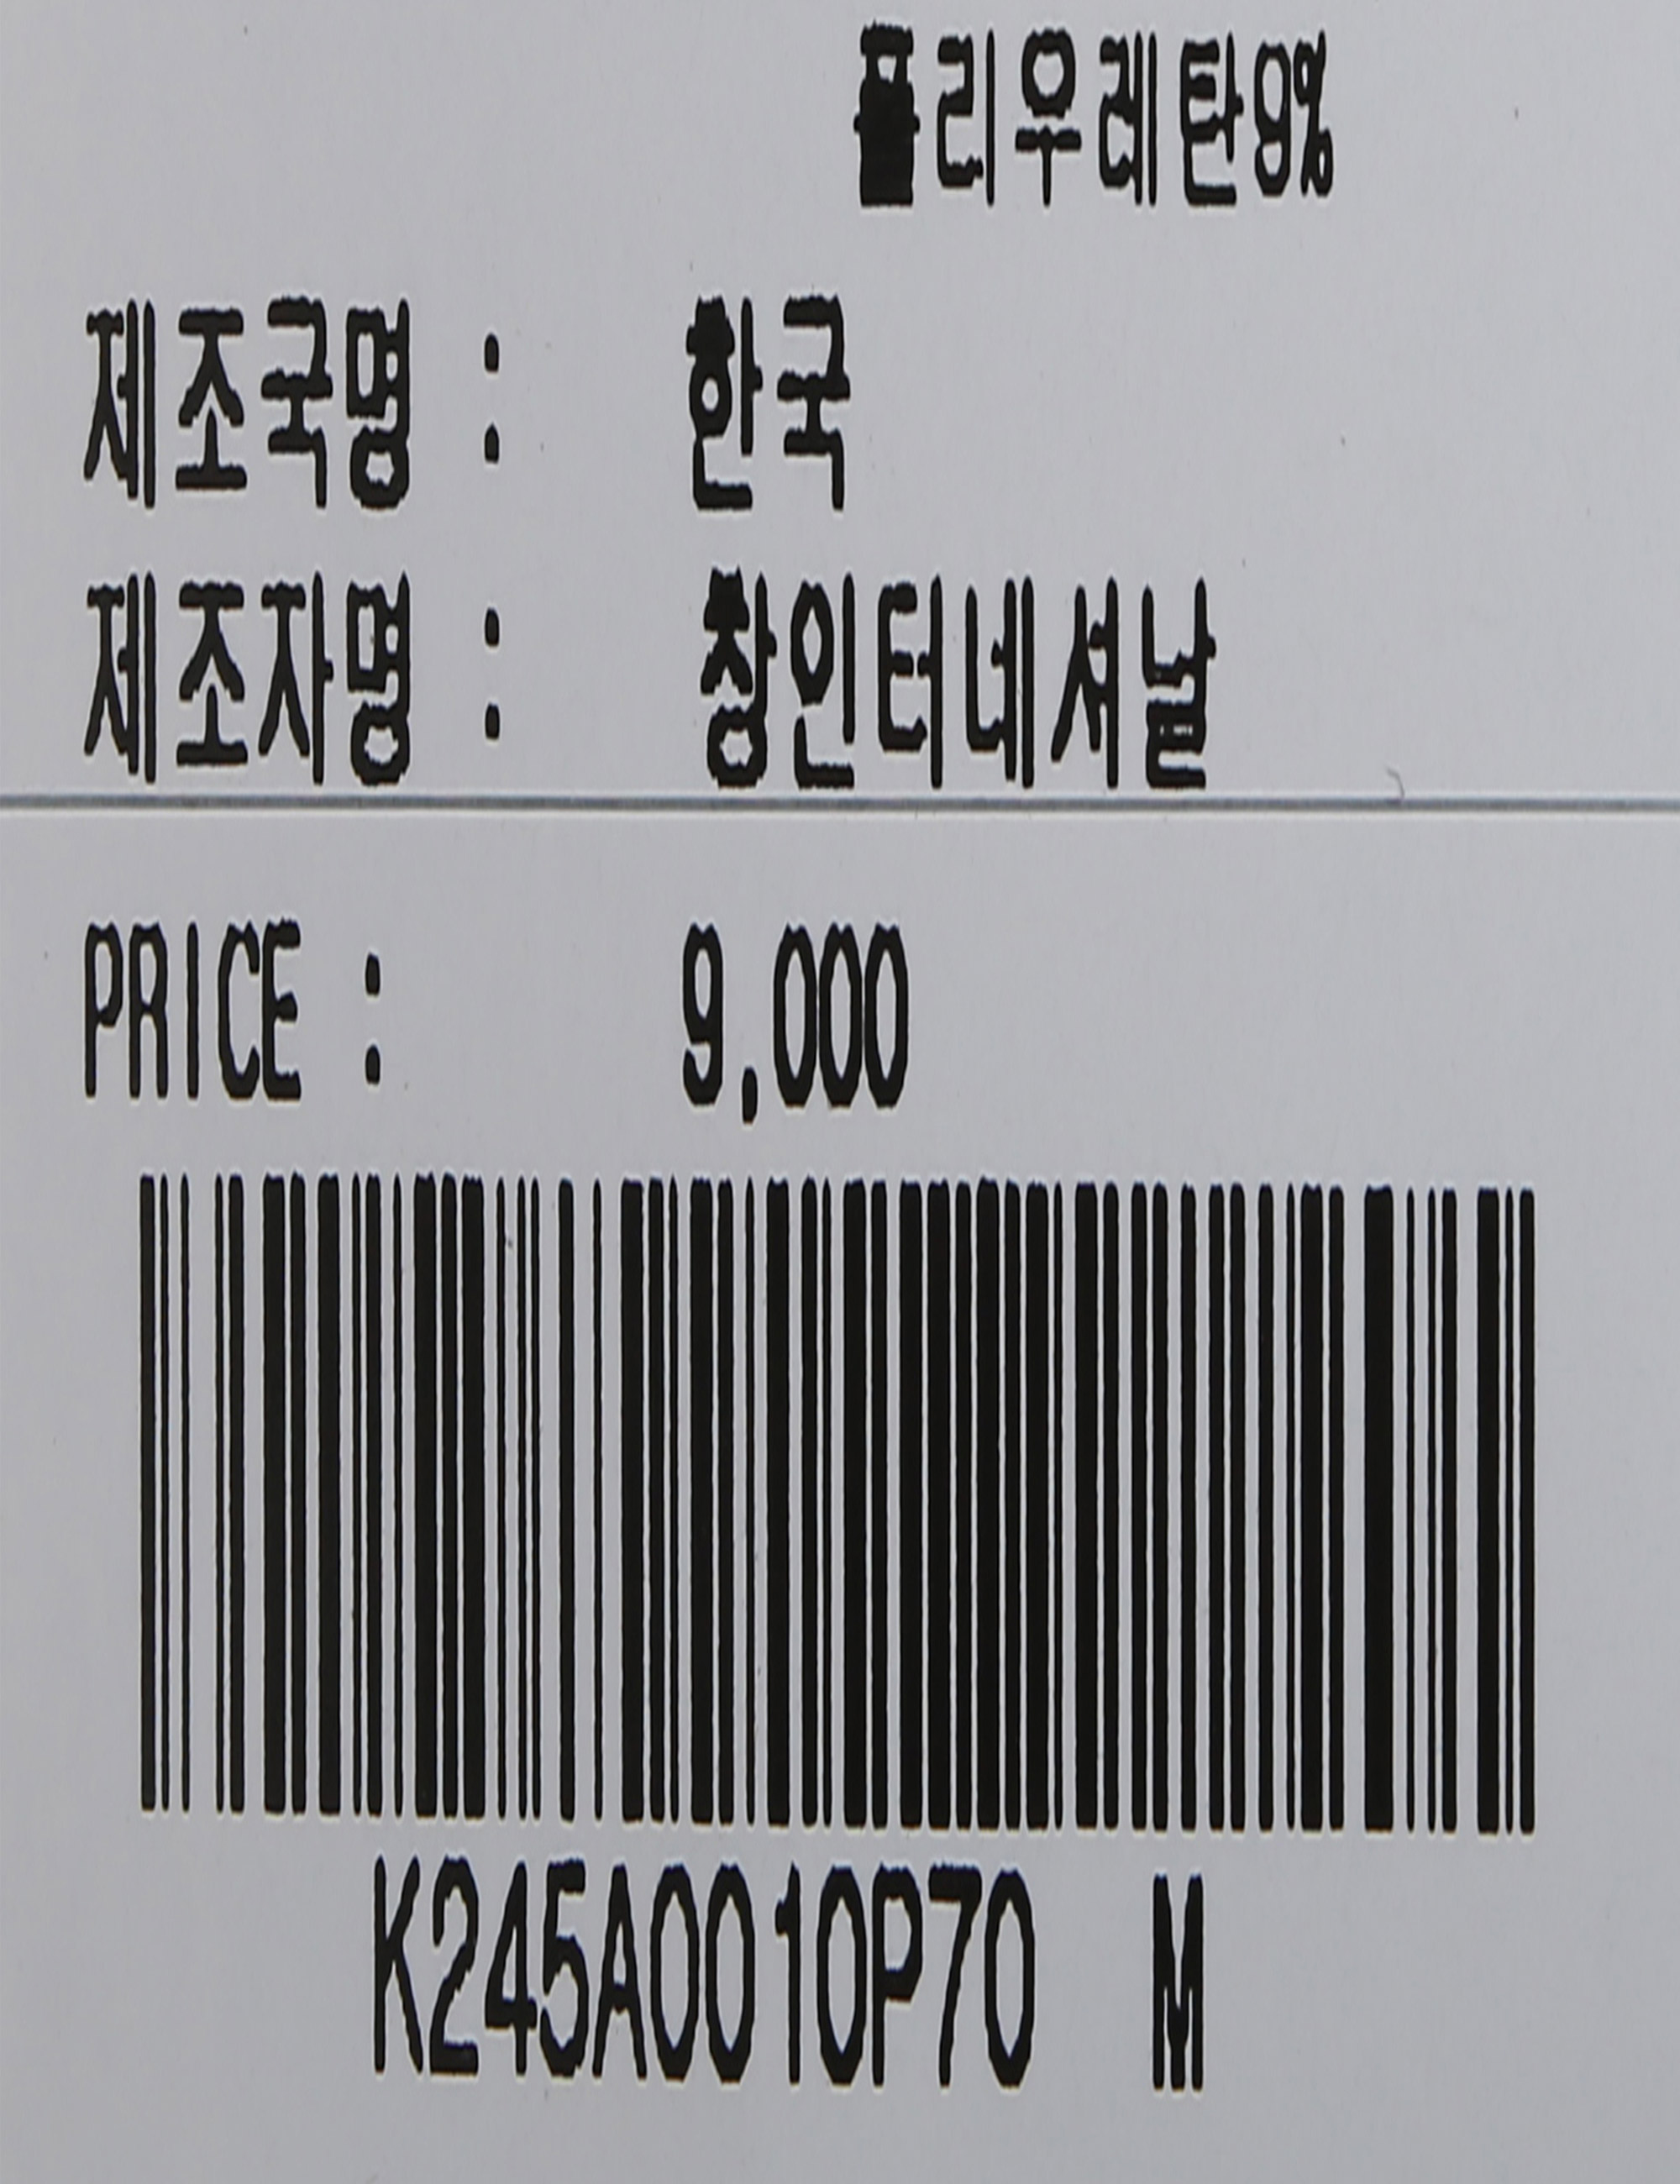 폴리우레탄9%
제조국명 : 한국
제조자명 : 창인터네셔날
PRICE : 9,000
K245A0010P70 M